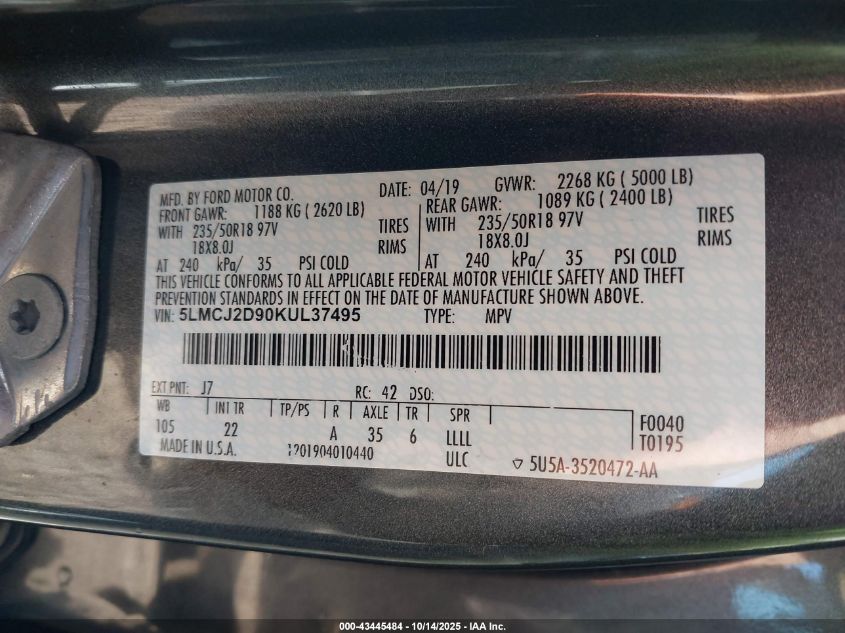 MFD. BY FORD MOTOR CO. DATE: 04/19 GVWR: 2268 KG ( 5000 LB)
FRONT GAWR: 1188 KG ( 2620 LB) REAR GAWR: 1089 KG ( 2400 LB)
WITH 235/50R18 97V TIRES WITH 235/50R18 97V TIRES
18X8.0J RIMS 18X8.0J RIMS
AT 240 kPa/ 35 PSI COLD AT 240 kPa/ 35 PSI COLD
THIS VEHICLE CONFORMS TO ALL APPLICABLE FEDERAL MOTOR VEHICLE SAFETY AND THEFT
PREVENTION STANDARDS IN EFFECT ON THE DATE OF MANUFACTURE SHOWN ABOVE.
VIN: 5LMCJ2D90KUL37495 TYPE: MPV
EXT PNT: J7 RC: 42 DSO:
WB INT TR TP/PS R AXLE TR SPR F0040
105 22 A 35 6 LLLL T0195
MADE IN U.S.A. 1201904010440 ULC ▽ 5U5A-3520472-AA
000-43445484 - 10/14/2025 - IAA Inc.